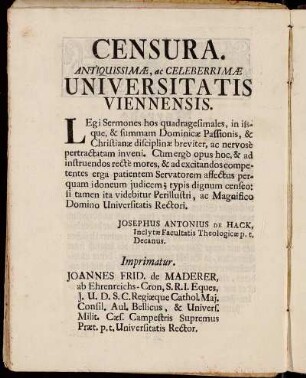 CENSURA.
ANTIQUISSIMÆ, ac CELEBERRIMÆ
UNIVERSITATIS
VIENNENSIS.
LEgi Sermones hos quadragesimales, in iis-
que, & summam Dominicæ Passionis, &
Christianæ disciplinæ breviter, ac nervosè
pertractatam inveni. Cùm ergò opus hoc, & ad
instruendos rectè mores, & ad excitandos compe-
tentes erga patientem Servatorem affectus per-
quam idoneum judicem; typis dignum censeo:
si tamen ita videbitur Perillustri, ac Magnifico
Domino Universitatis Rectori.
JOSEPHUS ANTONIUS DE HACK,
Inclytæ Facultatis Theologicæ p. t.
Decanus.
Imprimatur.
JOANNES FRID. de MADERER,
ab Ehrenreichs-Cron, S. R. I. Eques,
J. U. D. S. C. Regiæque Cathol. Maj.
Consil. Aul. Bellicus, & Univers.
Milit. Cæs. Campestris Supremus
Præt. p. t. Universitatis Rector.